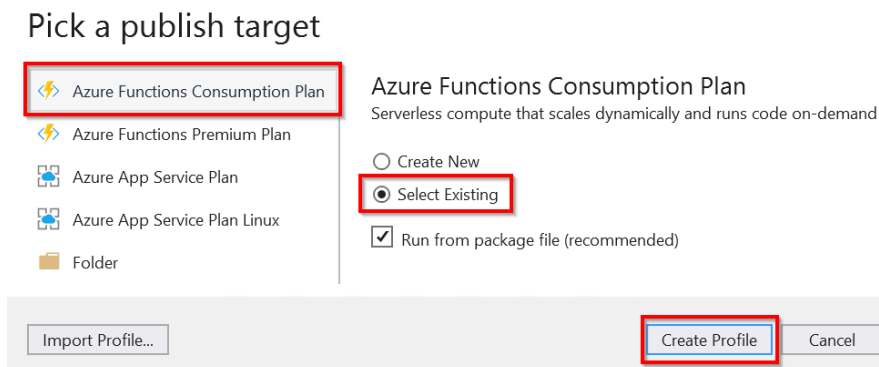 Pick a publish target
Azure Functions Consumption Plan
Azure Functions Premium Plan
Azure App Service Plan
Azure App Service Plan Linux
Folder
Azure Functions Consumption Plan
Serverless compute that scales dynamically and runs code on-demand
Create New
Select Existing
Run from package file (recommended)
Import Profile...
Create Profile
Cancel